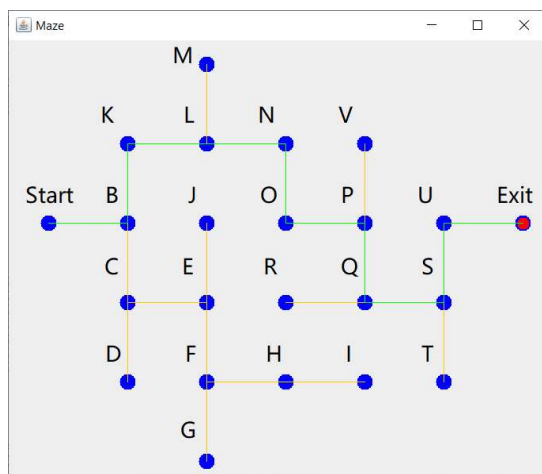 Maze
M
K L N V
Start B J O P U Exit
C E R Q S
D F H I T
G